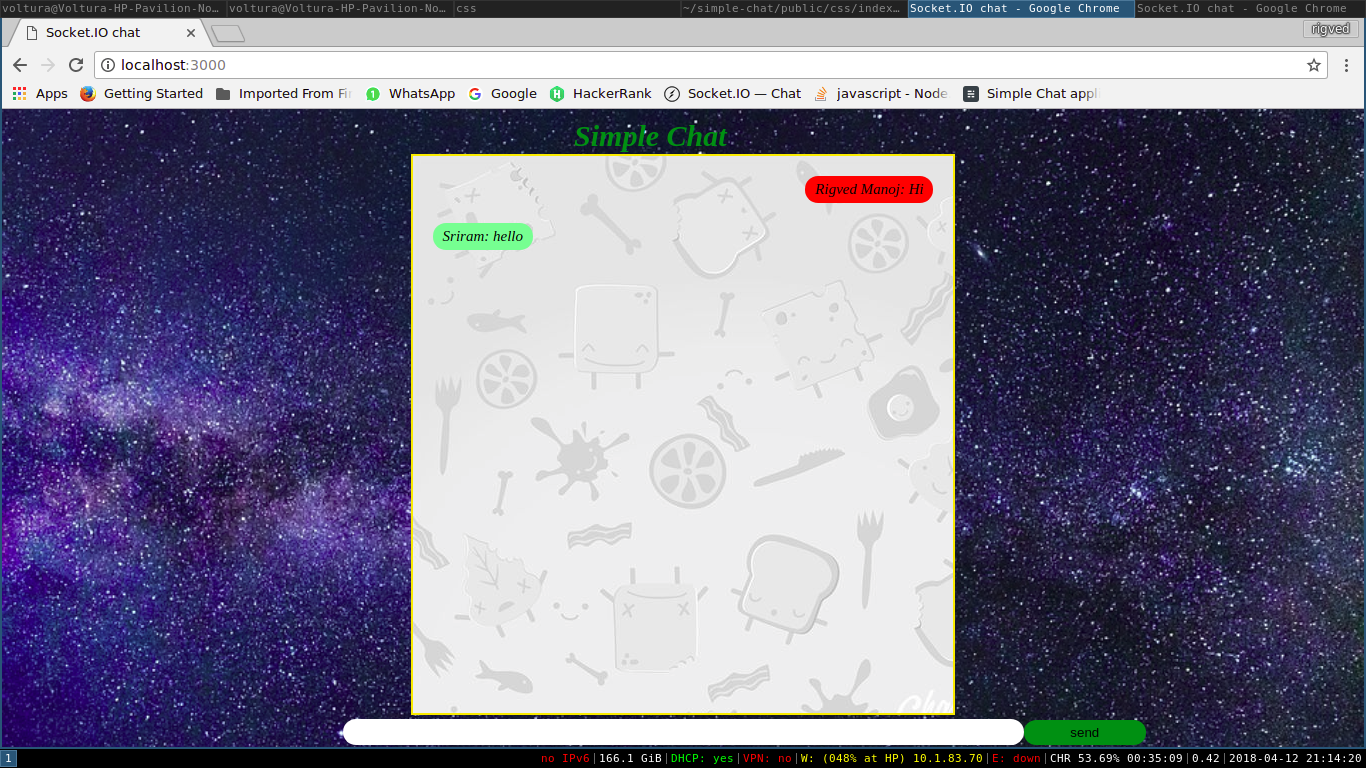 voltura@Voltura-HP-Pavilion-No… voltura@Voltura-HP-Pavilion-No… css ~/simple-chat/public/css/index… Socket.IO chat - Google Chrome Socket.IO chat - Google Chrome
Socket.IO chat rigved
localhost:3000
Apps Getting Started Imported From Fir WhatsApp Google HackerRank Socket.IO — Chat javascript - Node Simple Chat appl
Simple Chat
Rigved Manoj: Hi
Sriram: hello
Cha
send
1 no IPv6|166.1 GiB|DHCP: yes|VPN: no|W: (048% at HP) 10.1.83.70|E: down|CHR 53.69% 00:35:09|0.42|2018-04-12 21:14:20